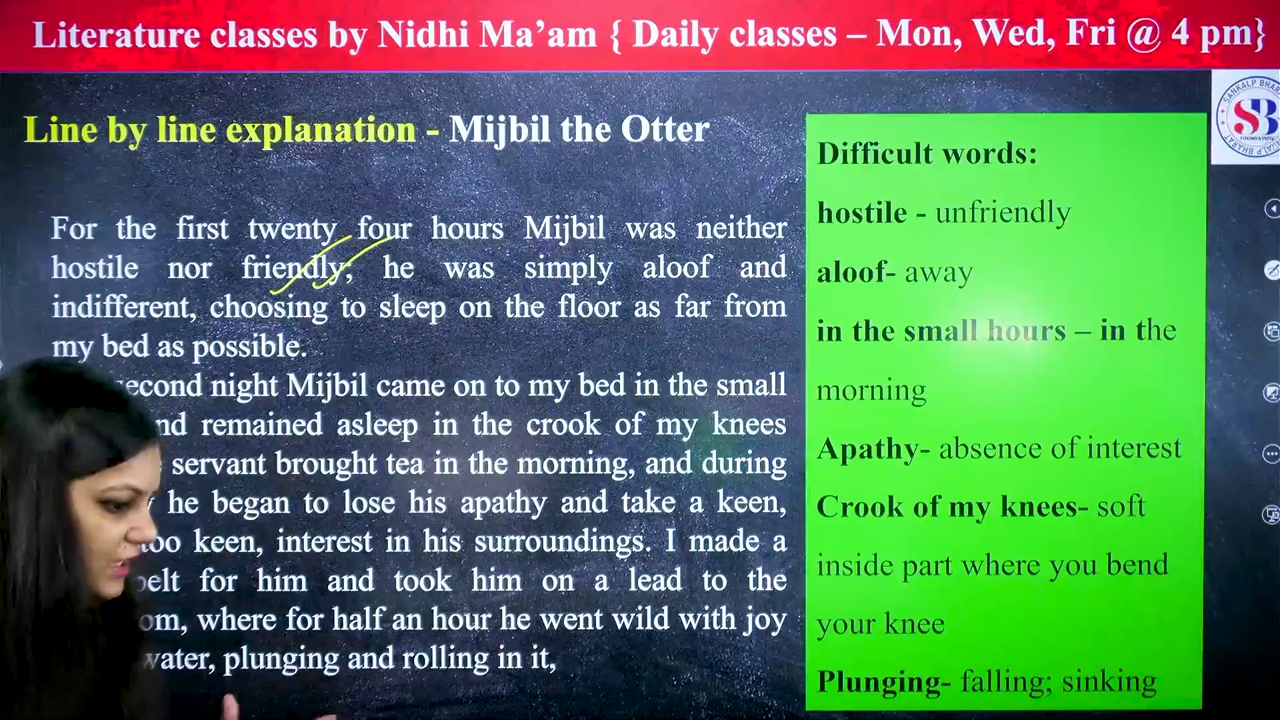 Literature classes by Nidhi Ma’am { Daily classes – Mon, Wed, Fri @ 4 pm}
Line by line explanation - Mijbil the Otter
For the first twenty four hours Mijbil was neither
hostile nor friendly; he was simply aloof and
indifferent, choosing to sleep on the floor as far from
my bed as possible.
second night Mijbil came on to my bed in the small
and remained asleep in the crook of my knees
servant brought tea in the morning, and during
he began to lose his apathy and take a keen,
too keen, interest in his surroundings. I made a
belt for him and took him on a lead to the
om, where for half an hour he went wild with joy
water, plunging and rolling in it,
Difficult words:
hostile - unfriendly
aloof- away
in the small hours – in the
morning
Apathy- absence of interest
Crook of my knees- soft
inside part where you bend
your knee
Plunging- falling; sinking
SB